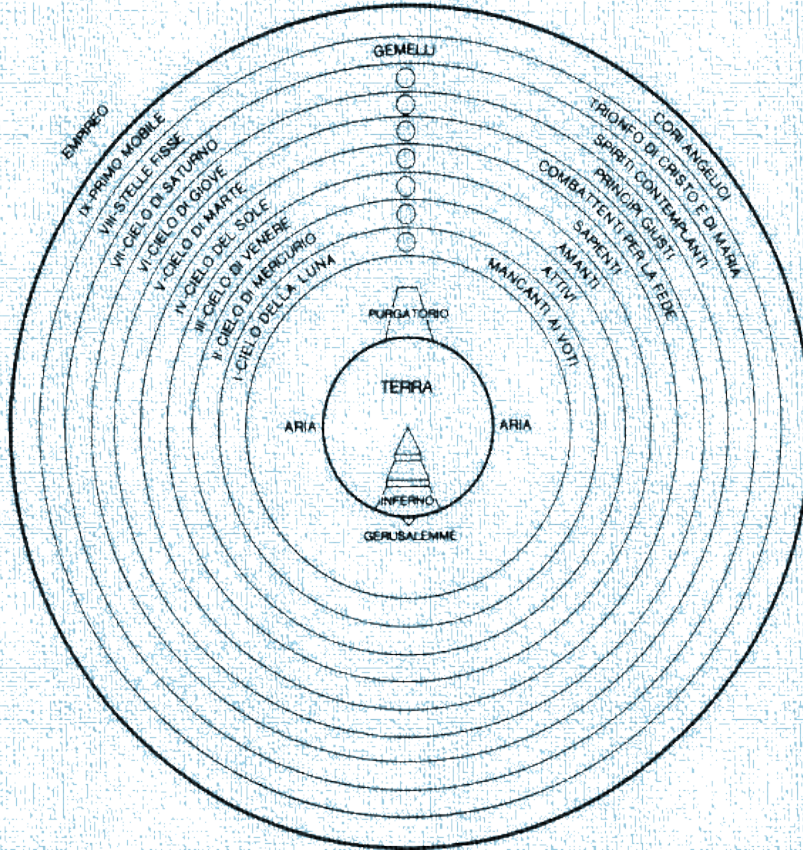 GEMELLI
EMPIREO
IX-PRIMO MOBILE
VIII-STELLE FISSE
VII-CIELO DI SATURNO
VI-CIELO DI GIOVE
V-CIELO DI MARTE
IV-CIELO DEL SOLE
III-CIELO DI VENERE
II-CIELO DI MERCURIO
I-CIELO DELLA LUNA
CORI ANGELICI
TRIONFO DI CRISTO E DI MARIA
SPIRITI CONTEMPLANTI
PRINCIPI GIUSTI
COMBATTENTI PER LA FEDE
SAPIENTI
AMANTI
ATTIVI
MANCANTI AI VOTI
PURGATORIO
TERRA
ARIA
ARIA
INFERNO
GERUSALEMME